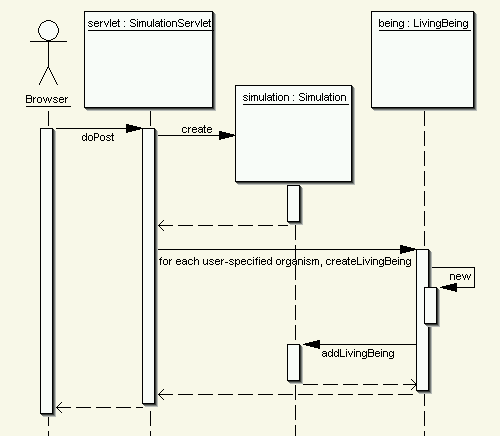 servlet : SimulationServlet
being : LivingBeing
simulation : Simulation
Browser
create
doPost
for each user-specified organism, createLivingBeing
new
addLivingBeing